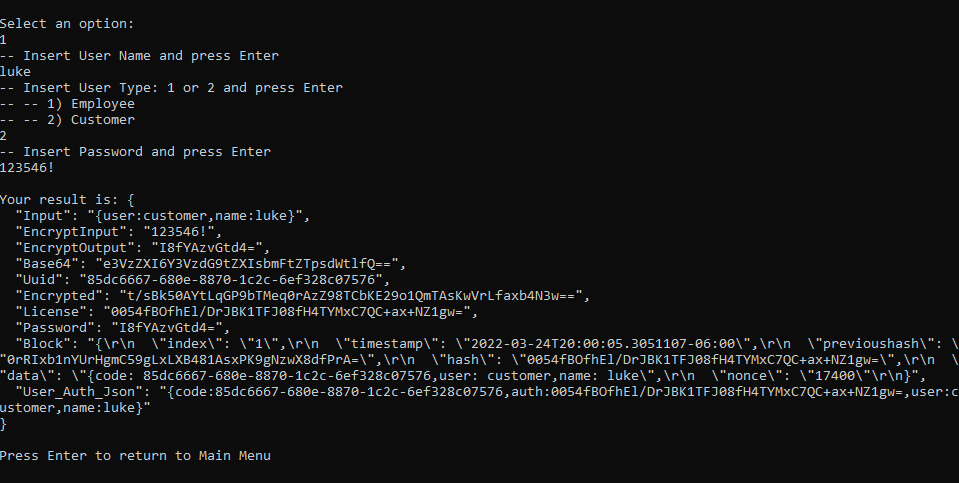 Select an option:
1
-- Insert User Name and press Enter
luke
-- Insert User Type: 1 or 2 and press Enter
-- -- 1) Employee
-- -- 2) Customer
2
-- Insert Password and press Enter
123546!
Your result is: {
"Input": "{user:customer,name:luke}",
"EncryptInput": "123546!",
"EncryptOutput": "I8fYAzvGtd4=",
"Base64": "e3VzZXI6Y3VzdG9tZXIsbmFtZTpsdWtlfQ==",
"Uuid": "85dc6667-680e-8870-1c2c-6ef328c07576",
"Encrypted": "t/sBk50AYtLqGP9bTMeq0rAzZ98TCbKE29o1QmTAsKwVrLfaxb4N3w==",
"License": "0054fBOfhEl/DrJBK1TFJ08fH4TYMxC7QC+ax+NZ1gw=",
"Password": "I8fYAzvGtd4=",
"Block": "{\r\n  \"index\": \"1\",\r\n  \"timestamp\": \"2022-03-24T20:00:05.3051107-06:00\",\r\n  \"previoushash\": \
"0rRIxb1nYUrHgmC59gLxLXB481AsxPK9gNzwX8dfPrA=\",\r\n  \"hash\": \"0054fBOfhEl/DrJBK1TFJ08fH4TYMxC7QC+ax+NZ1gw=\",\r\n  \
"data\": \"{code: 85dc6667-680e-8870-1c2c-6ef328c07576,user: customer,name: luke\",\r\n  \"nonce\": \"17400\"\r\n}",
"User_Auth_Json": "{code:85dc6667-680e-8870-1c2c-6ef328c07576,auth:0054fBOfhEl/DrJBK1TFJ08fH4TYMxC7QC+ax+NZ1gw=,user:c
ustomer,name:luke}"
}
Press Enter to return to Main Menu